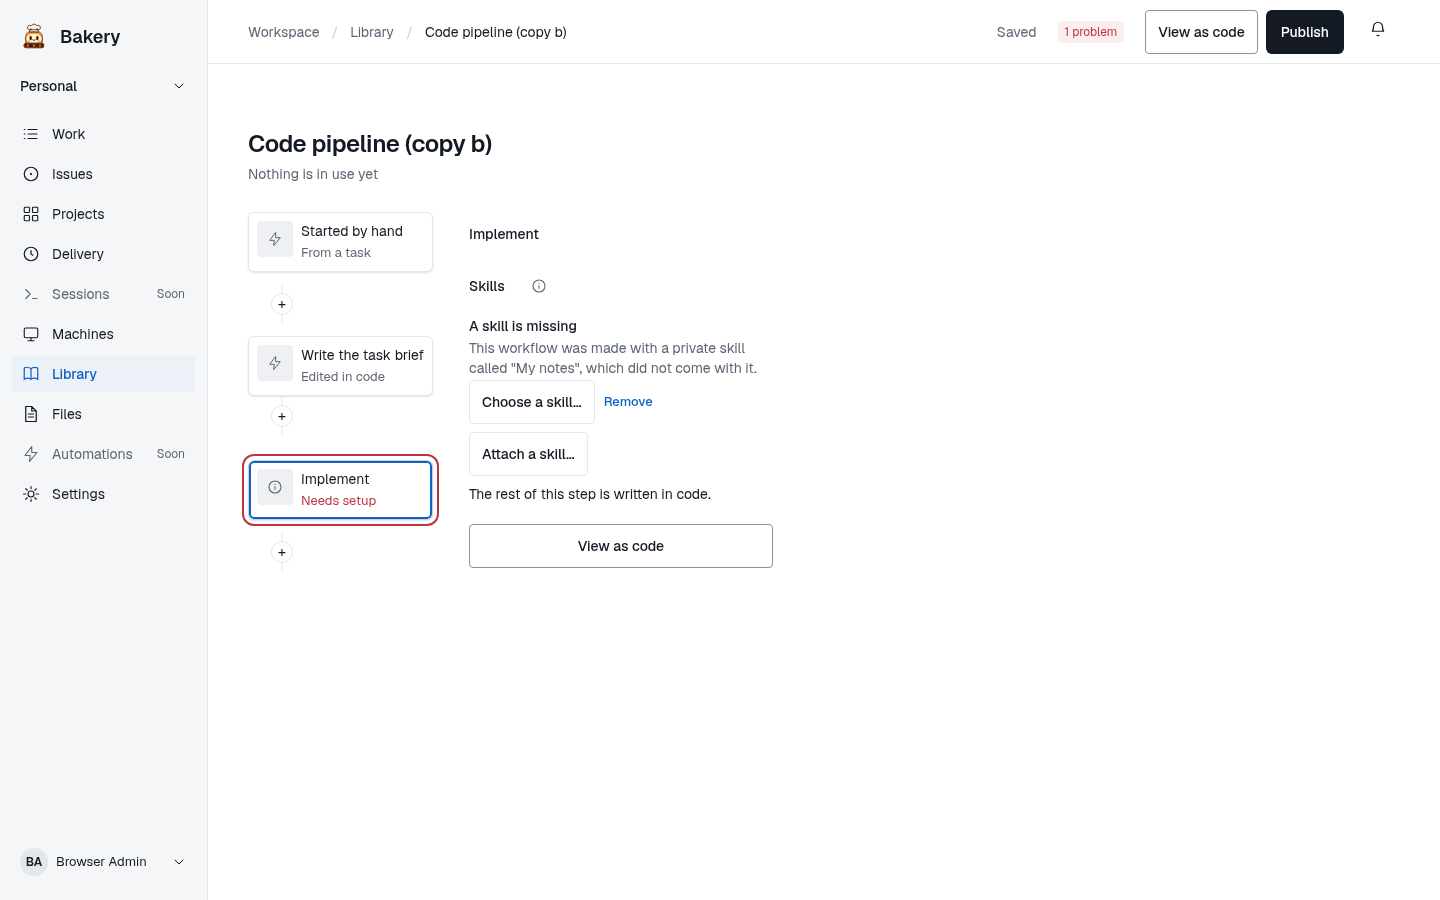 Bakery
Personal
Work
Issues
Projects
Delivery
Sessions Soon
Machines
Library
Files
Automations Soon
Settings
BA Browser Admin
Workspace / Library / Code pipeline (copy b)
Saved 1 problem View as code Publish
Code pipeline (copy b)
Nothing is in use yet
Started by hand
From a task
+
Write the task brief
Edited in code
+
Implement
Needs setup
+
Implement
Skills
A skill is missing
This workflow was made with a private skill
called "My notes", which did not come with it.
Choose a skill... Remove
Attach a skill...
The rest of this step is written in code.
View as code